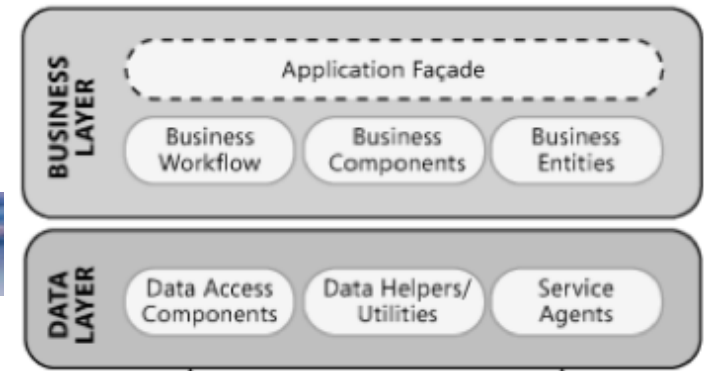 BUSINESS
LAYER
Application Façade
Business
Workflow
Business
Components
Business
Entities
DATA
LAYER
Data Access
Components
Data Helpers/
Utilities
Service
Agents